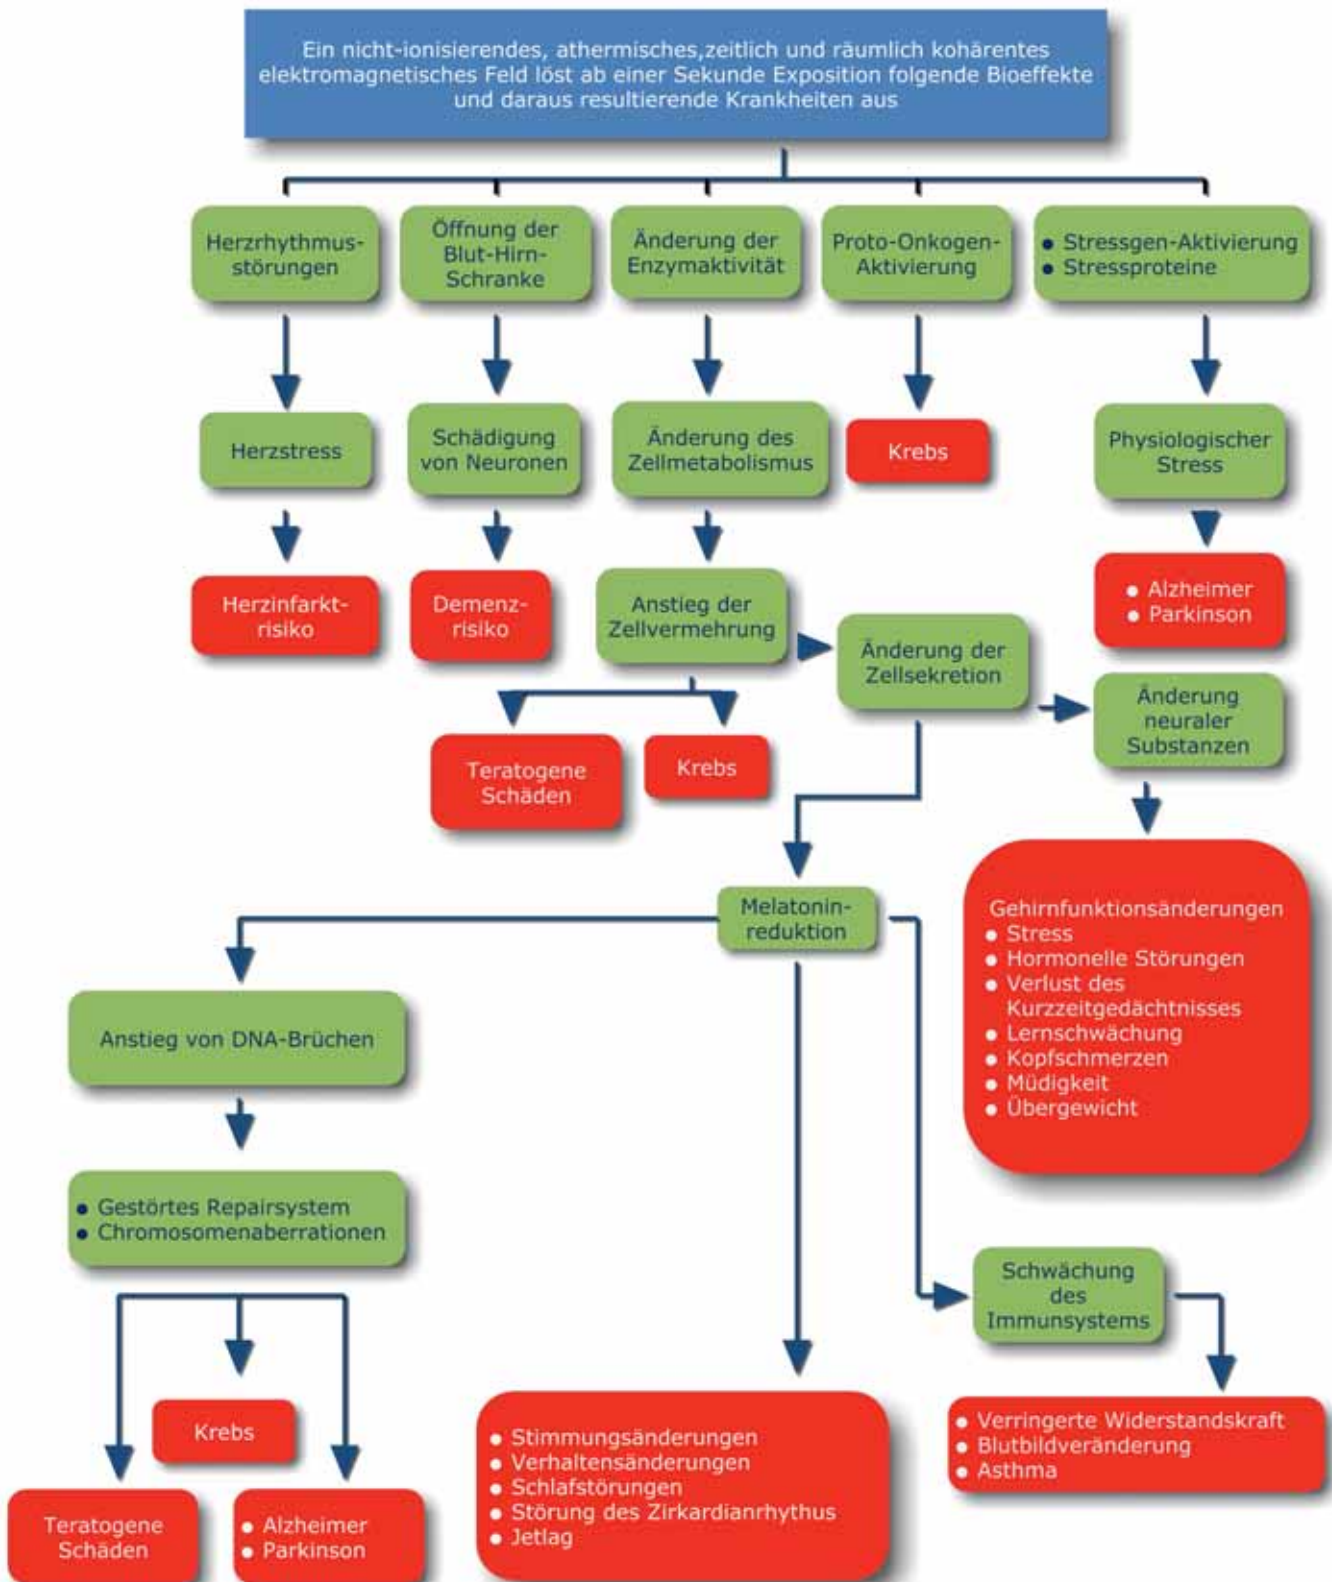 Ein nicht-ionisierendes, athermisches,zeitlich und räumlich kohärentes
elektromagnetisches Feld löst ab einer Sekunde Exposition folgende Bioeffekte
und daraus resultierende Krankheiten aus
Herzrhythmus-
störungen
Öffnung der
Blut-Hirn-
Schranke
Änderung der
Enzymaktivität
Proto-Onkogen-
Aktivierung
● Stressgen-Aktivierung
● Stressproteine
Herzstress
Schädigung
von Neuronen
Änderung des
Zellmetabolismus
Krebs
Physiologischer
Stress
Herzinfarkt-
risiko
Demenz-
risiko
Anstieg der
Zellvermehrung
Änderung der
Zellsekretion
● Alzheimer
● Parkinson
Änderung
neuraler
Substanzen
Teratogene
Schäden
Krebs
Melatonin-
reduktion
Gehirnfunktionsänderungen
● Stress
● Hormonelle Störungen
● Verlust des
Kurzzeitgedächtnisses
● Lernschwächung
● Kopfschmerzen
● Müdigkeit
● Übergewicht
Anstieg von DNA-Brüchen
● Gestörtes Repairsystem
● Chromosomenaberrationen
Schwächung
des
Immunsystems
Krebs
Teratogene
Schäden
● Alzheimer
● Parkinson
● Stimmungsänderungen
● Verhaltensänderungen
● Schlafstörungen
● Störung des Zirkardianrhythus
● Jetlag
● Verringerte Widerstandskraft
● Blutbildveränderung
● Asthma